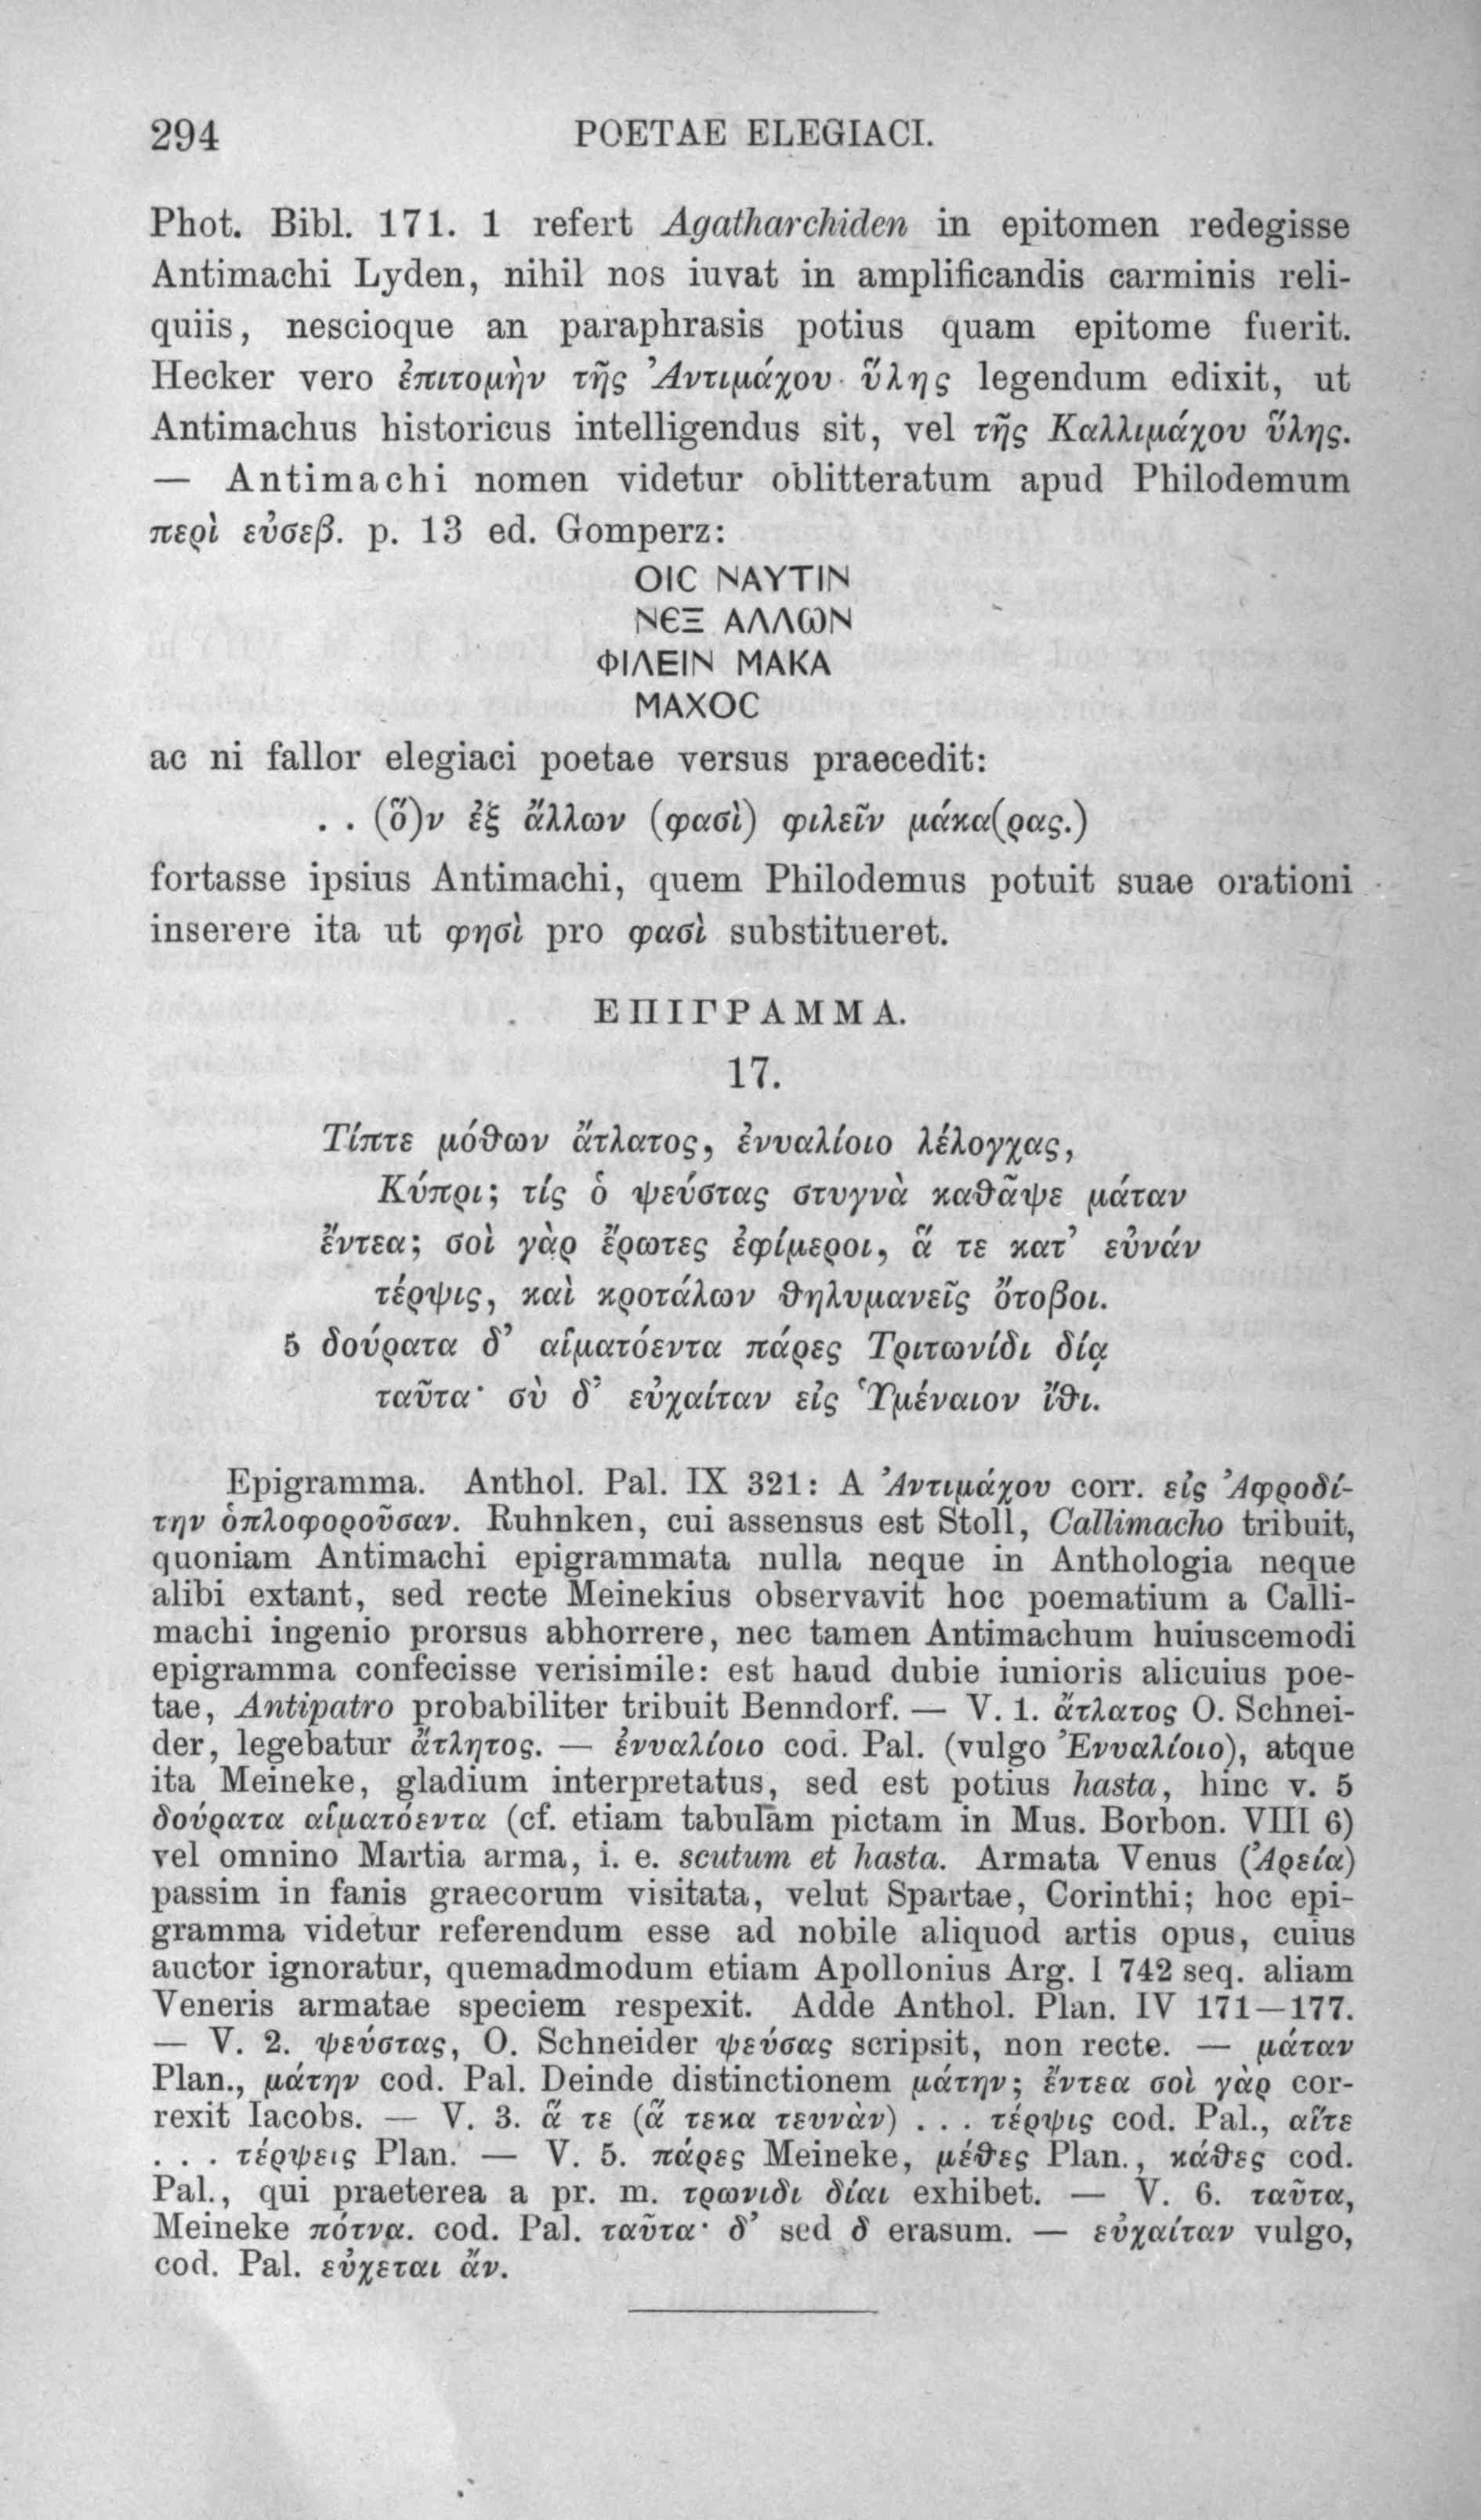 294 POETAE ELEGIACI.
Phot. Bibl. 171. 1 refert Agatharchiden in epitomen redegisse
Antimachi Lyden, nihil nos iuvat in amplificandis carminis reli-
quiis, nescioque an paraphrasis potius quam epitome fuerit.
Hecker vero ἐπιτομὴν τῆς Ἀντιμάχου ὕλης legendum edixit, ut
Antimachus historicus intelligendus sit, vel τῆς Καλλιμάχου ὕλης.
— Antimachi nomen videtur oblitteratum apud Philodemum
περὶ εὐσεβ. p. 13 ed. Gomperz:
ΟΙϹ ΝΑΥΤΙΝ
ΝЄΞ ΑΛΛΩΝ
ΦΙΛΕΙΝ ΜΑΚΑ
ΜΑΧΟϹ
ac ni fallor elegiaci poetae versus praecedit:
. . (ὅ)ν ἐξ ἄλλων (φασὶ) φιλεῖν μάκα(ρας.)
fortasse ipsius Antimachi, quem Philodemus potuit suae orationi
inserere ita ut φησὶ pro φασὶ substitueret.
ΕΠΙΓΡΑΜΜΑ.
17.
Τίπτε μόθων ἄτλατος, ἐνυαλίοιο λέλογχας,
Κύπρι; τίς ὁ ψεύστας στυγνὰ καθᾶψε μάταν
ἔντεα; σοὶ γὰρ ἔρωτες ἐφίμεροι, ἅ τε κατ’ εὐνάν
τέρψις, καὶ κροτάλων θηλυμανεῖς ὄτοβοι.
5 δούρατα δ’ αἱματόεντα πάρες Τριτωνίδι δίᾳ
ταῦτα· σὺ δ’ εὐχαίταν εἰς Ὑμέναιον ἴθι.
Epigramma. Anthol. Pal. IX 321: A Ἀντιμάχου corr. εἰς Ἀφροδί-
την ὁπλοφοροῦσαν. Ruhnken, cui assensus est Stoll, Callimacho tribuit,
quoniam Antimachi epigrammata nulla neque in Anthologia neque
alibi extant, sed recte Meinekius observavit hoc poematium a Calli-
machi ingenio prorsus abhorrere, nec tamen Antimachum huiuscemodi
epigramma confecisse verisimile: est haud dubie iunioris alicuius poe-
tae, Antipatro probabiliter tribuit Benndorf. — V. 1. ἄτλατος O. Schnei-
der, legebatur ἄτλητος. — ἐνυαλίοιο cod. Pal. (vulgo Ἐνυαλίοιο), atque
ita Meineke, gladium interpretatus, sed est potius hasta, hinc v. 5
δούρατα αἱματόεντα (cf. etiam tabulam pictam in Mus. Borbon. VIII 6)
vel omnino Martia arma, i. e. scutum et hasta. Armata Venus (Ἀρεία)
passim in fanis graecorum visitata, velut Spartae, Corinthi; hoc epi-
gramma videtur referendum esse ad nobile aliquod artis opus, cuius
auctor ignoratur, quemadmodum etiam Apollonius Arg. I 742 seq. aliam
Veneris armatae speciem respexit. Adde Anthol. Plan. IV 171—177.
— V. 2. ψεύστας, O. Schneider ψεύσας scripsit, non recte. — μάταν
Plan., μάτην cod. Pal. Deinde distinctionem μάτην; ἔντεα σοὶ γὰρ cor-
rexit Iacobs. — V. 3. ἅ τε (ἅ τεκα τευνὰν) . . . τέρψις cod. Pal., αἵτε
. . . τέρψεις Plan. — V. 5. πάρες Meineke, μέθες Plan., κάθες cod.
Pal., qui praeterea a pr. m. τρωνιδι δίαι exhibet. — V. 6. ταῦτα,
Meineke πότνα. cod. Pal. ταῦτα· δ’ sed δ erasum. — εὐχαίταν vulgo,
cod. Pal. εὔχεται ἄν.